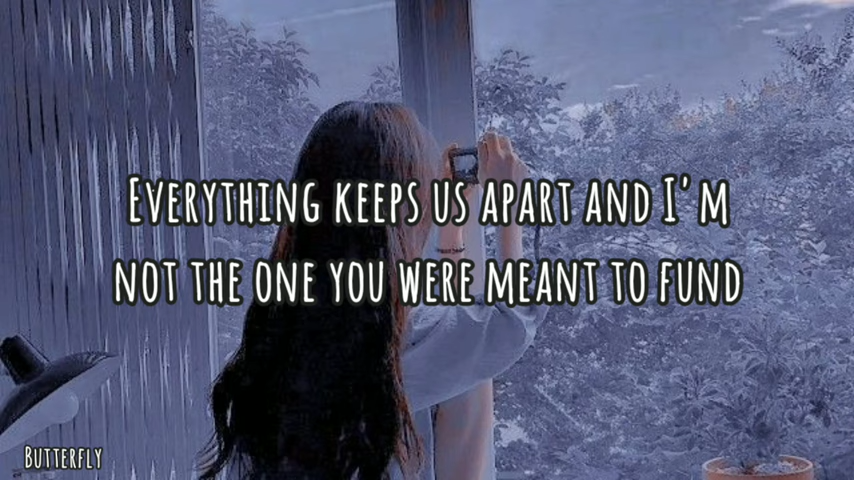 Everything keeps us apart and I'm
not the one you were meant to fund
Butterfly